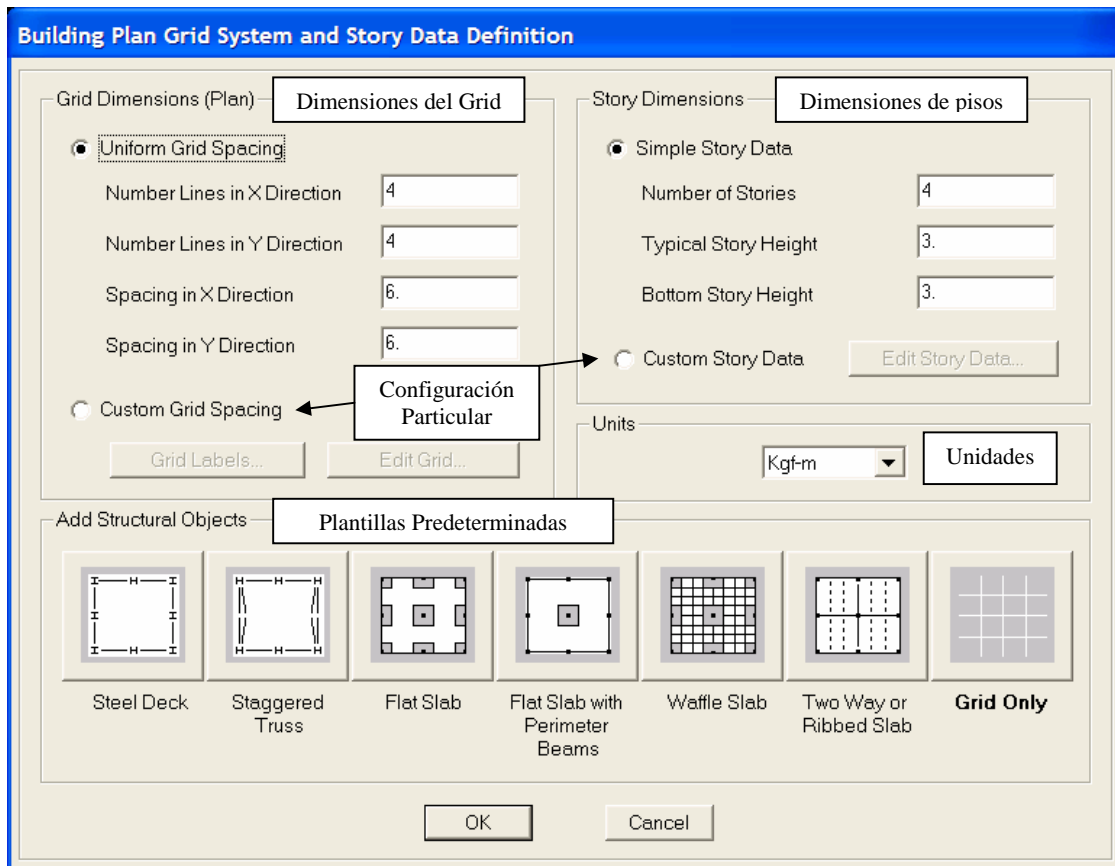 Building Plan Grid System and Story Data Definition
Grid Dimensions (Plan)
Dimensiones del Grid
Uniform Grid Spacing
Number Lines in X Direction
4
Number Lines in Y Direction
4
Spacing in X Direction
6.
Spacing in Y Direction
6.
Custom Grid Spacing
Grid Labels...
Edit Grid...
Configuración
Particular
Story Dimensions
Dimensiones de pisos
Simple Story Data
Number of Stories
4
Typical Story Height
3.
Bottom Story Height
3.
Custom Story Data
Edit Story Data...
Units
Kgf-m
Unidades
Add Structural Objects
Plantillas Predeterminadas
Steel Deck
Staggered
Truss
Flat Slab
Flat Slab with
Perimeter
Beams
Waffle Slab
Two Way or
Ribbed Slab
Grid Only
OK
Cancel